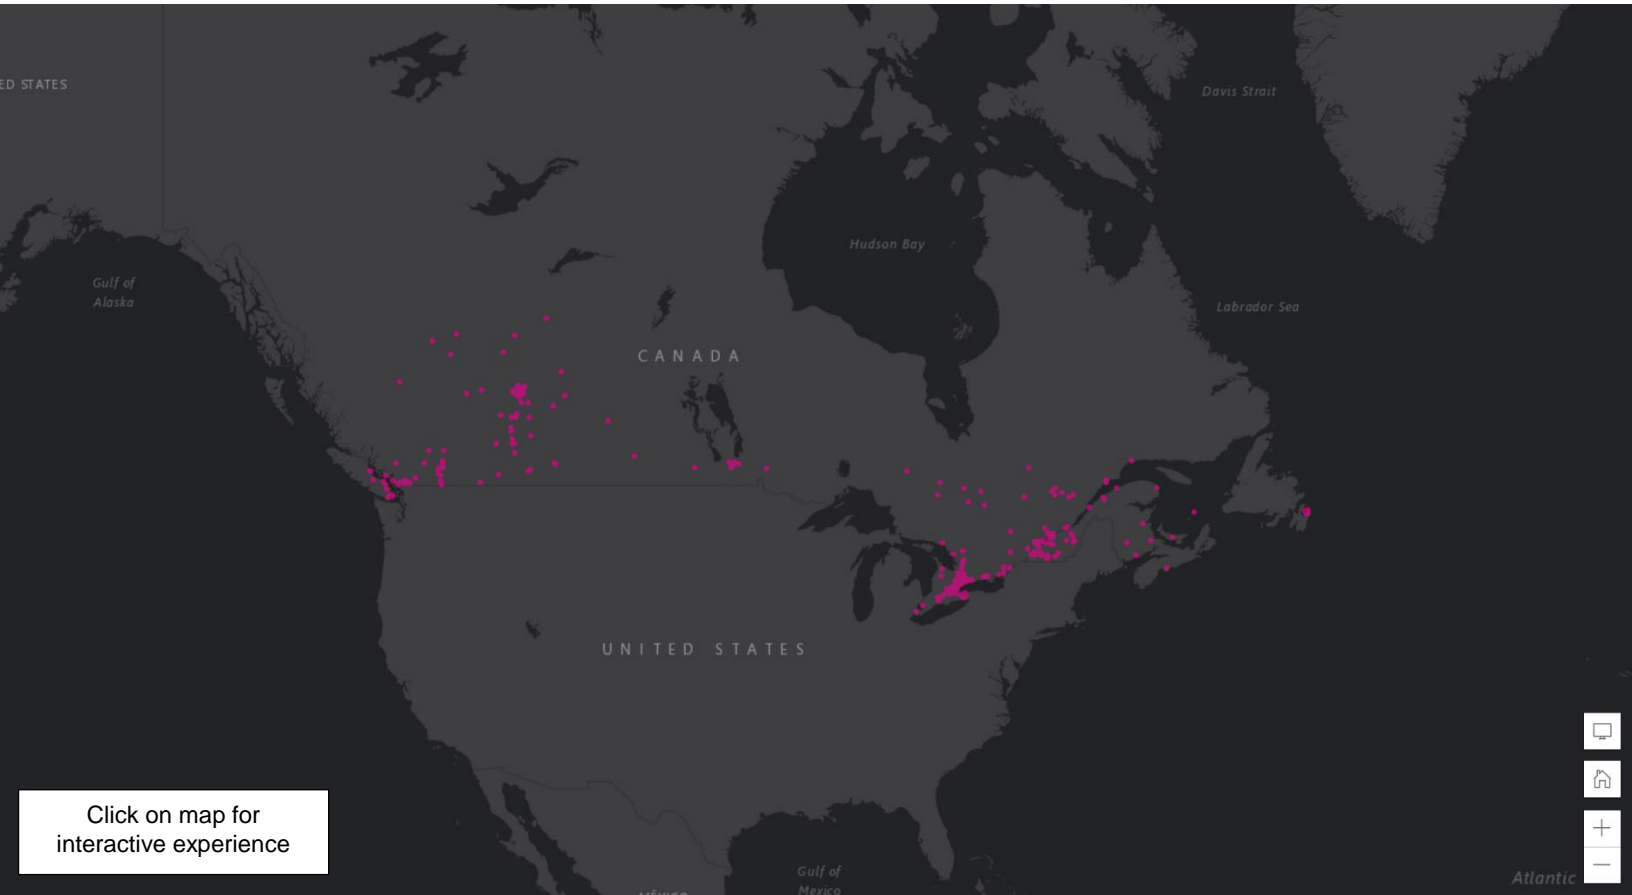 ED STATES
Davis Strait
Hudson Bay
Gulf of
Alaska
Labrador Sea
CANADA
UNITED STATES
Click on map for
interactive experience
Gulf of
Mexico
MÉXICO
Atlantic